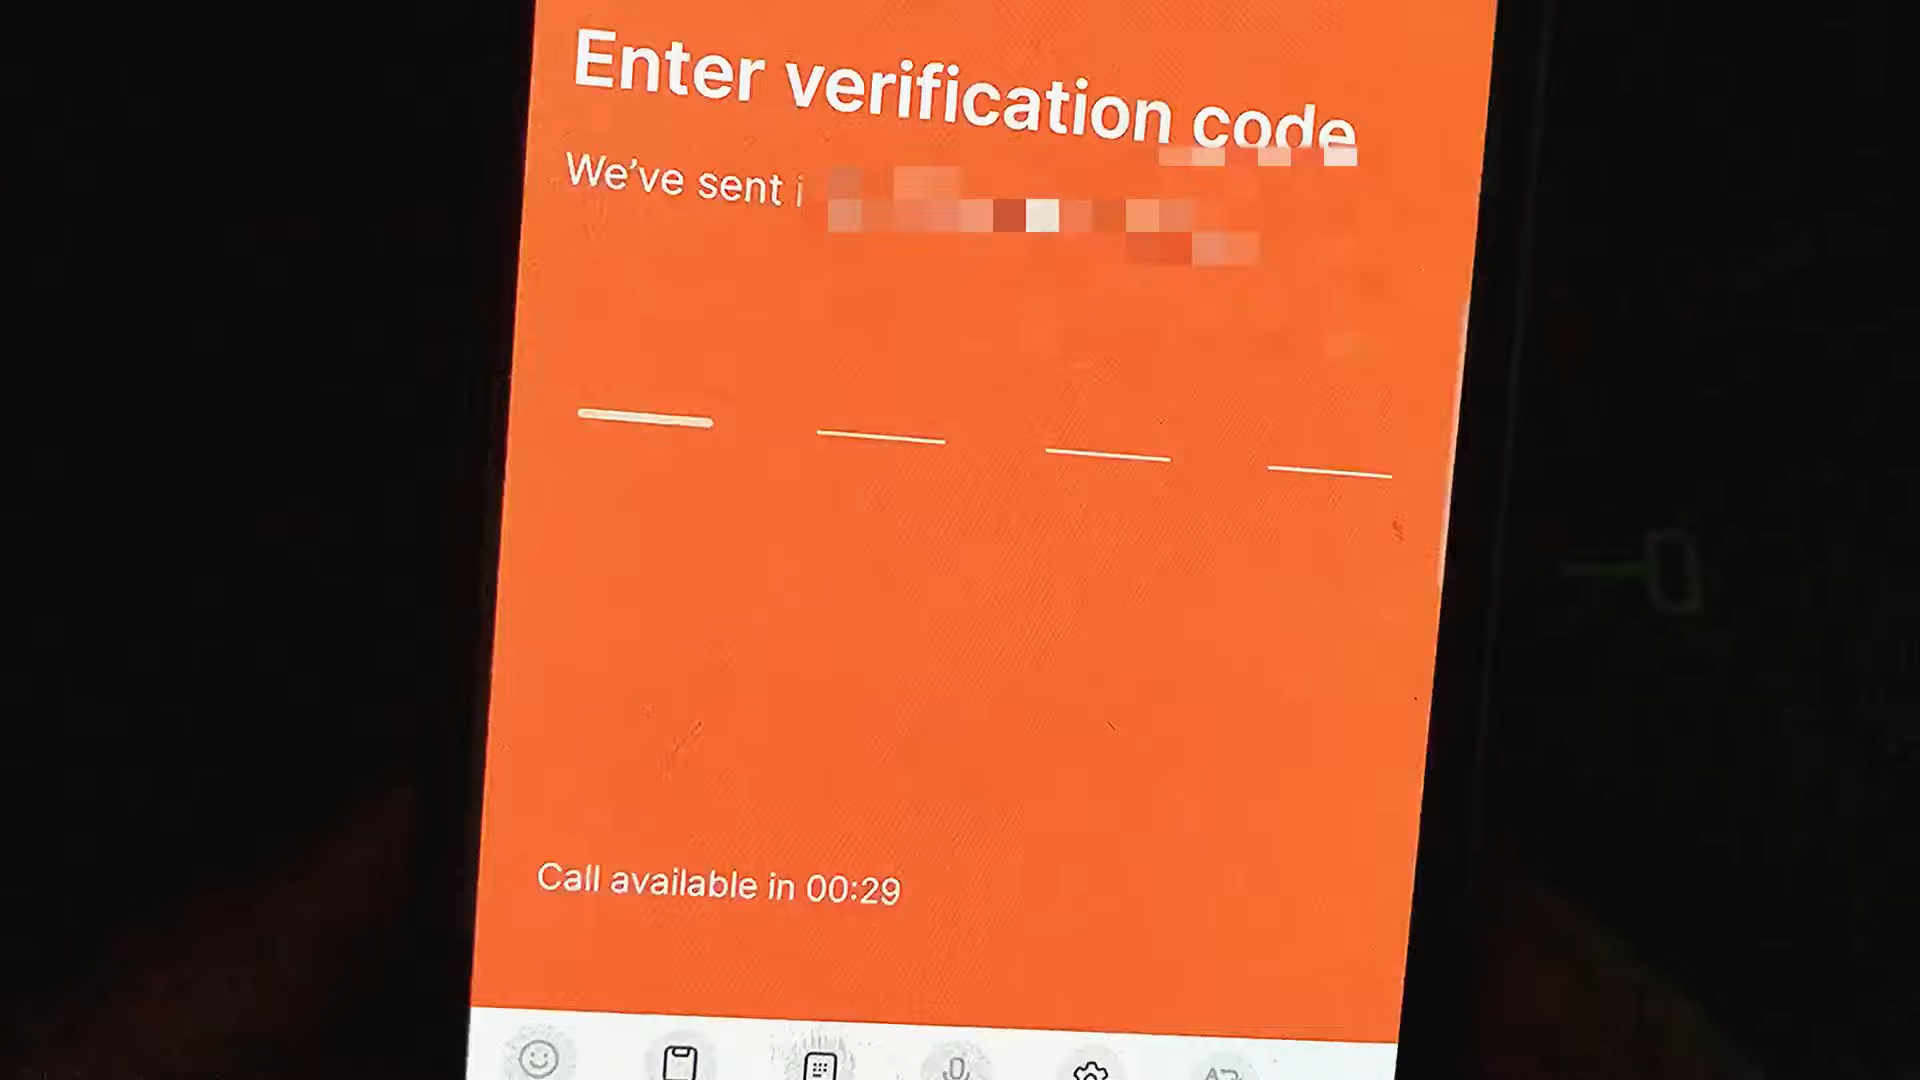 Enter verification code
We've sent
Call available in 00:29